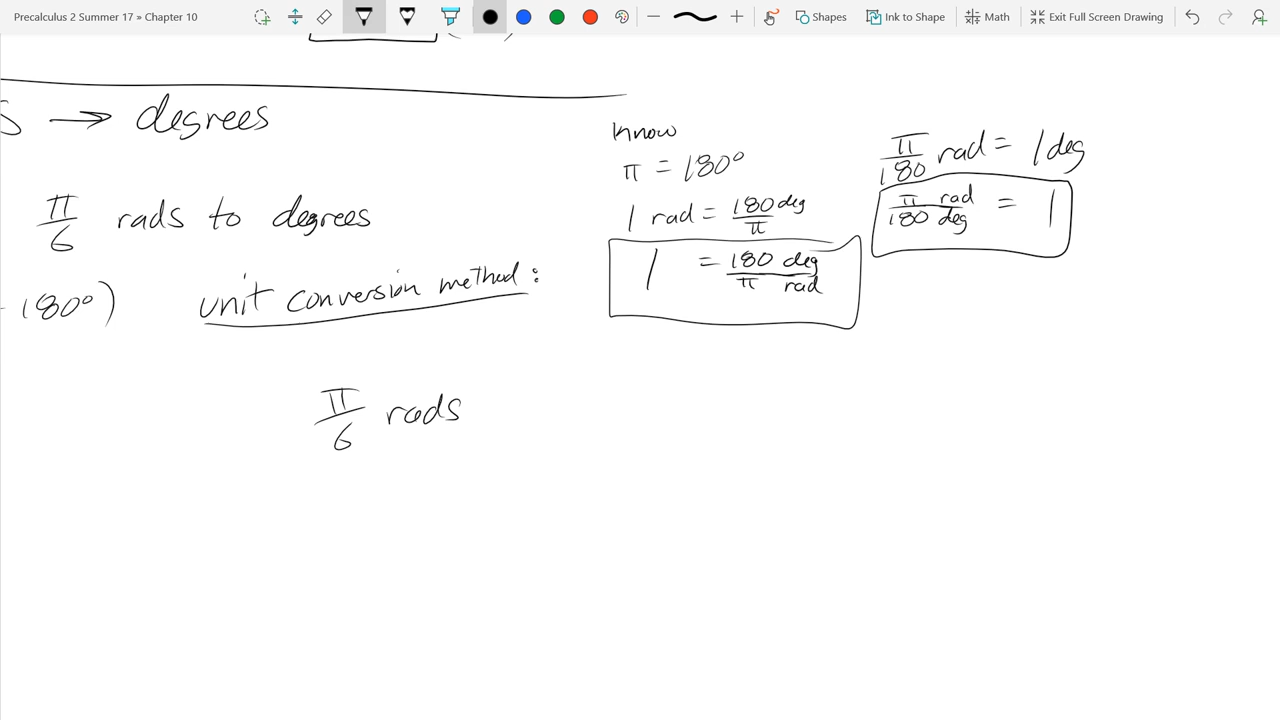 Precalculus 2 Summer 17 » Chapter 10
Shapes
Ink to Shape
Math
Exit Full Screen Drawing
s → degrees
π/6 rads to degrees
180°)
unit conversion method:
π/6 rads
Know
π = 180°
1 rad = 180 deg/π
1 = 180 deg/π rad
π/180 rad = 1 deg
π rad/180 deg = 1